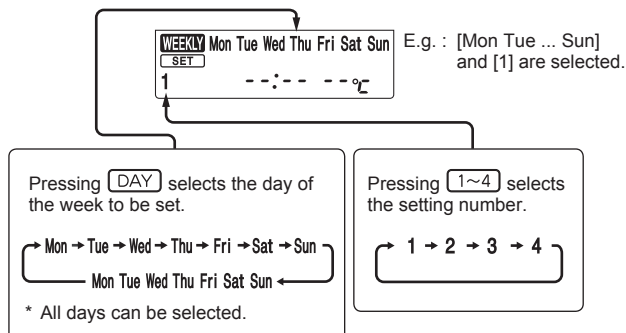 WEEKLY Mon Tue Wed Thu Fri Sat Sun
SET
1 --:-- --°C
E.g. : [Mon Tue ... Sun]
and [1] are selected.
Pressing DAY selects the day of
the week to be set.
Mon → Tue → Wed → Thu → Fri → Sat → Sun
Mon Tue Wed Thu Fri Sat Sun
* All days can be selected.
Pressing 1~4 selects
the setting number.
1 → 2 → 3 → 4